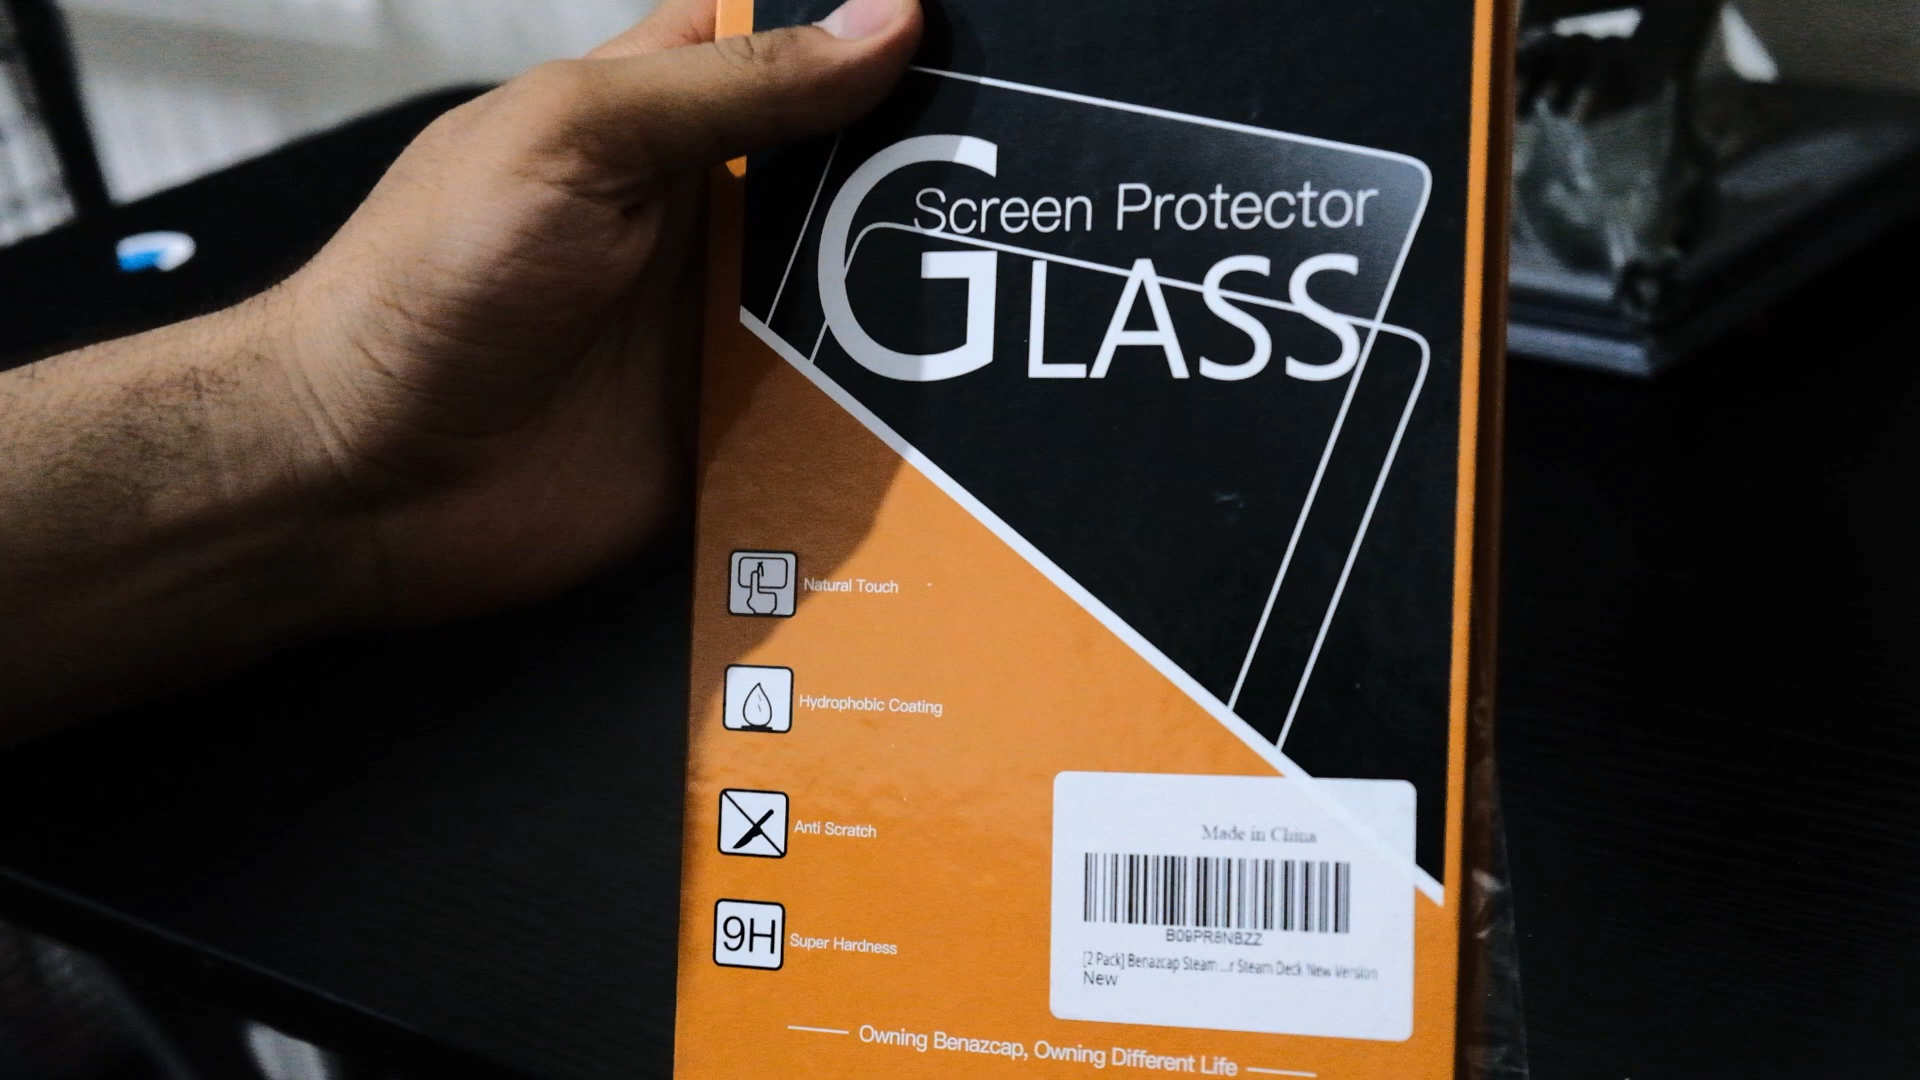 Screen Protector
GLASS
Natural Touch
Hydrophobic Coating
Anti Scratch
9H
Super Hardness
Made in China
B09PR8NBZZ
[2 Pack] Benazcap Steam ...r Steam Deck New Version
New
Owning Benazcap, Owning Different Life